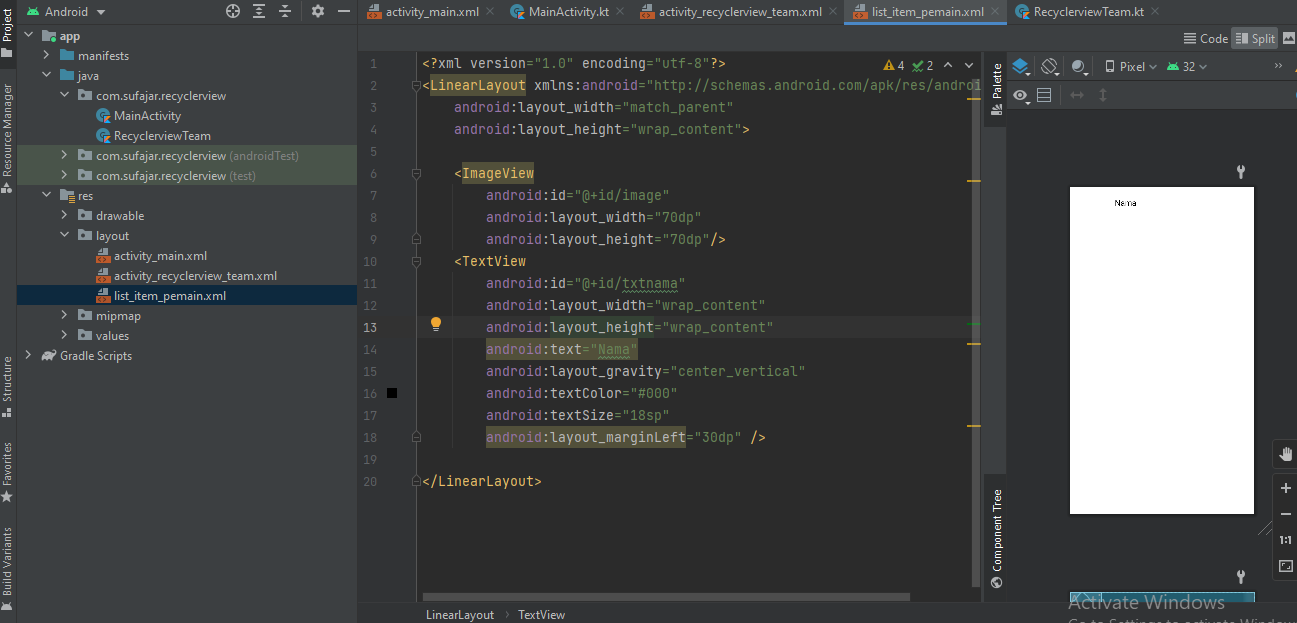 Android
activity_main.xml
MainActivity.kt
activity_recyclerview_team.xml
list_item_pemain.xml
RecyclerviewTeam.kt
Code
Split
Project
Resource Manager
Structure
Favorites
Build Variants
app
manifests
java
com.sufajar.recyclerview
MainActivity
RecyclerviewTeam
com.sufajar.recyclerview (androidTest)
com.sufajar.recyclerview (test)
res
drawable
layout
activity_main.xml
activity_recyclerview_team.xml
list_item_pemain.xml
mipmap
values
Gradle Scripts
4 2
1 <?xml version="1.0" encoding="utf-8"?>
2 <LinearLayout xmlns:android="http://schemas.android.com/apk/res/androi
3 android:layout_width="match_parent"
4 android:layout_height="wrap_content">
5
6 <ImageView
7 android:id="@+id/image"
8 android:layout_width="70dp"
9 android:layout_height="70dp"/>
10 <TextView
11 android:id="@+id/txtnama"
12 android:layout_width="wrap_content"
13 android:layout_height="wrap_content"
14 android:text="Nama"
15 android:layout_gravity="center_vertical"
16 android:textColor="#000"
17 android:textSize="18sp"
18 android:layout_marginLeft="30dp" />
19
20 </LinearLayout>
LinearLayout
TextView
Palette
Component Tree
Pixel
32
Nama
1:1
Activate Windows
Go to Settings to activate Windows